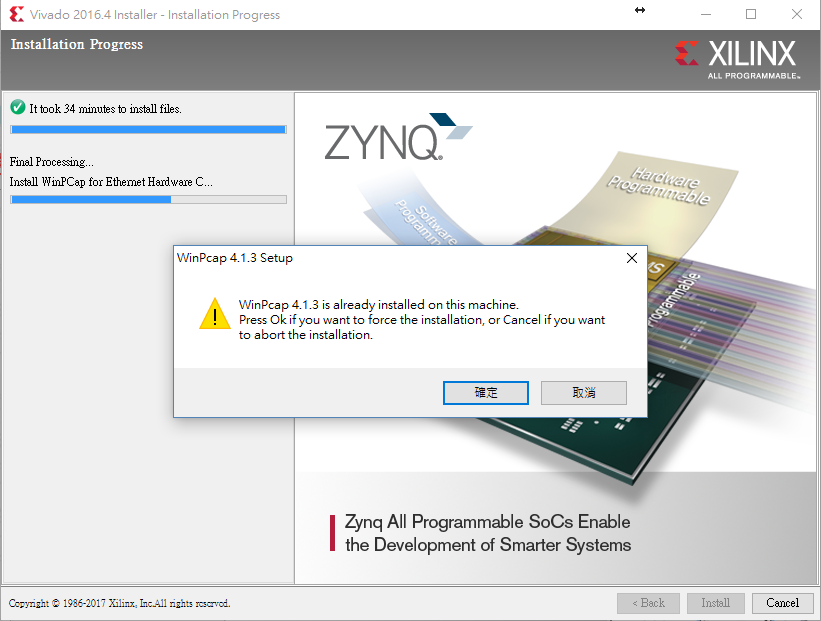 Vivado 2016.4 Installer - Installation Progress
Installation Progress
XILINX
ALL PROGRAMMABLE™
It took 34 minutes to install files.
Final Processing...
Install WinPCap for Ethernet Hardware C...
ZYNQ®
Hardware
Programmable
Software
WinPcap 4.1.3 Setup
WinPcap 4.1.3 is already installed on this machine.
Press Ok if you want to force the installation, or Cancel if you want
to abort the installation.
確定
取消
Programmable
Zynq All Programmable SoCs Enable
the Development of Smarter Systems
Copyright © 1986-2017 Xilinx, Inc.All rights reserved.
< Back
Install
Cancel